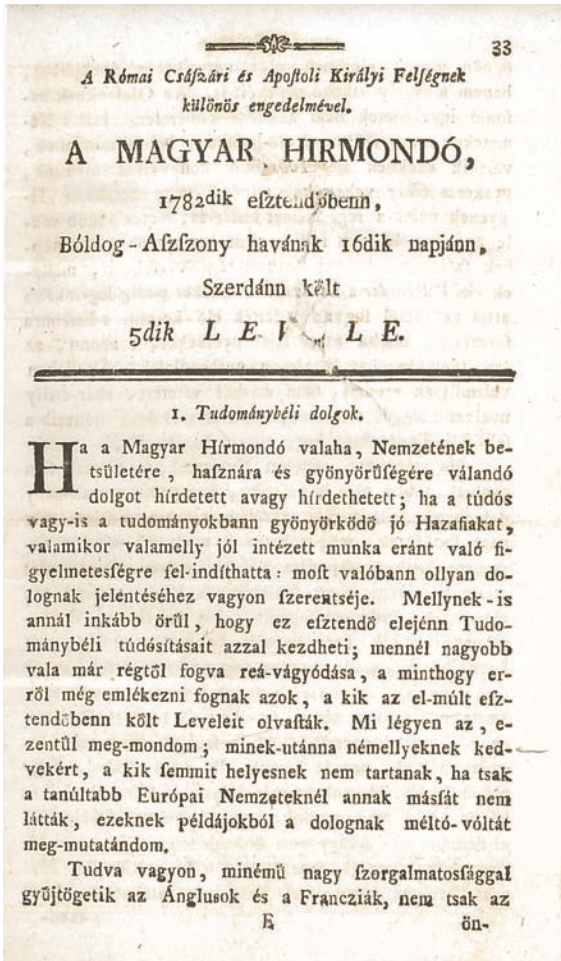 33
A Római Csáſzári és Apoſtoli Királyi Felſégnek
különös engedelmével.
A MAGYAR HIRMONDÓ,
1782dik eſztendőbenn,
Bóldog-Aſzſzony havának 16dik napjánn,
Szerdánn költ
5dik LEVELE.
1. Tudománybéli dolgok.
Ha a Magyar Hírmondó valaha, Nemzetének be-
tsületére, haſznára és gyönyörűſégére válandó
dolgot hírdetett avagy hírdethetett; ha a túdós
vagy-is a tudományokbann gyönyörködő jó Hazafiakat,
valamikor valamelly jól intézett munka eránt való fi-
gyelmetesſégre fel-indíthatta: moſt valóbann ollyan do-
lognak jelentéséhez vagyon ſzerentséje. Mellynek-is
annál inkább örűl, hogy ez eſztendő elejénn Tudo-
mánybéli túdósításait azzal kezdheti; mennél nagyobb
vala már régtől fogva reá-vágyódása, a minthogy er-
ről még emlékezni fognak azok, a kik az el-múlt eſz-
tendőbenn költ Leveleit olvaſták. Mi légyen az, e-
zentűl meg-mondom; minek-utánna némellyeknek ked-
vekért, a kik ſemmit helyesnek nem tartanak, ha tsak
a tanúltabb Európai Nemzeteknél annak másſát nem
látták, ezeknek példájokból a dolognak méltó-vóltát
meg-mutatándom.
Tudva vagyon, minémű nagy ſzorgalmatosſággal
gyűjtögetik az Ánglusok és a Francziák, nem tsak az
E
ön-